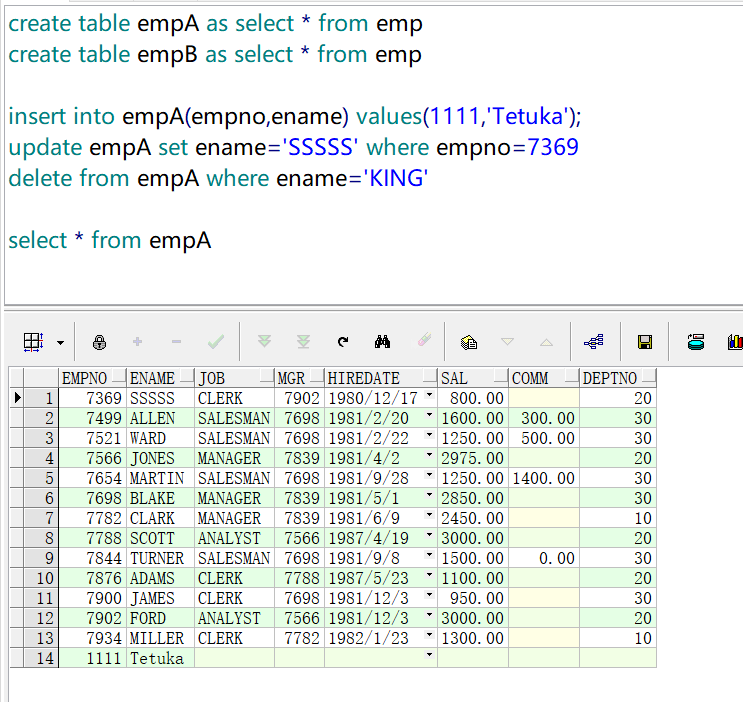 create table empA as select * from emp
create table empB as select * from emp
insert into empA(empno,ename) values(1111,'Tetuka');
update empA set ename='SSSSS' where empno=7369
delete from empA where ename='KING'
select * from empA
EMPNO ENAME JOB MGR HIREDATE SAL COMM DEPTNO
1 7369 SSSSS CLERK 7902 1980/12/17 800.00 20
2 7499 ALLEN SALESMAN 7698 1981/2/20 1600.00 300.00 30
3 7521 WARD SALESMAN 7698 1981/2/22 1250.00 500.00 30
4 7566 JONES MANAGER 7839 1981/4/2 2975.00 20
5 7654 MARTIN SALESMAN 7698 1981/9/28 1250.00 1400.00 30
6 7698 BLAKE MANAGER 7839 1981/5/1 2850.00 30
7 7782 CLARK MANAGER 7839 1981/6/9 2450.00 10
8 7788 SCOTT ANALYST 7566 1987/4/19 3000.00 20
9 7844 TURNER SALESMAN 7698 1981/9/8 1500.00 0.00 30
10 7876 ADAMS CLERK 7788 1987/5/23 1100.00 20
11 7900 JAMES CLERK 7698 1981/12/3 950.00 30
12 7902 FORD ANALYST 7566 1981/12/3 3000.00 20
13 7934 MILLER CLERK 7782 1982/1/23 1300.00 10
14 1111 Tetuka